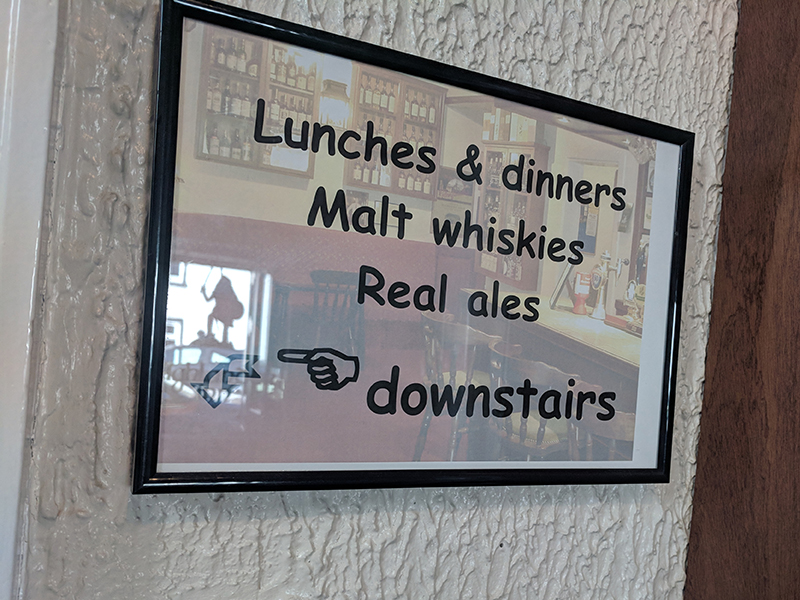 Lunches & dinners
Malt whiskies
Real ales
downstairs